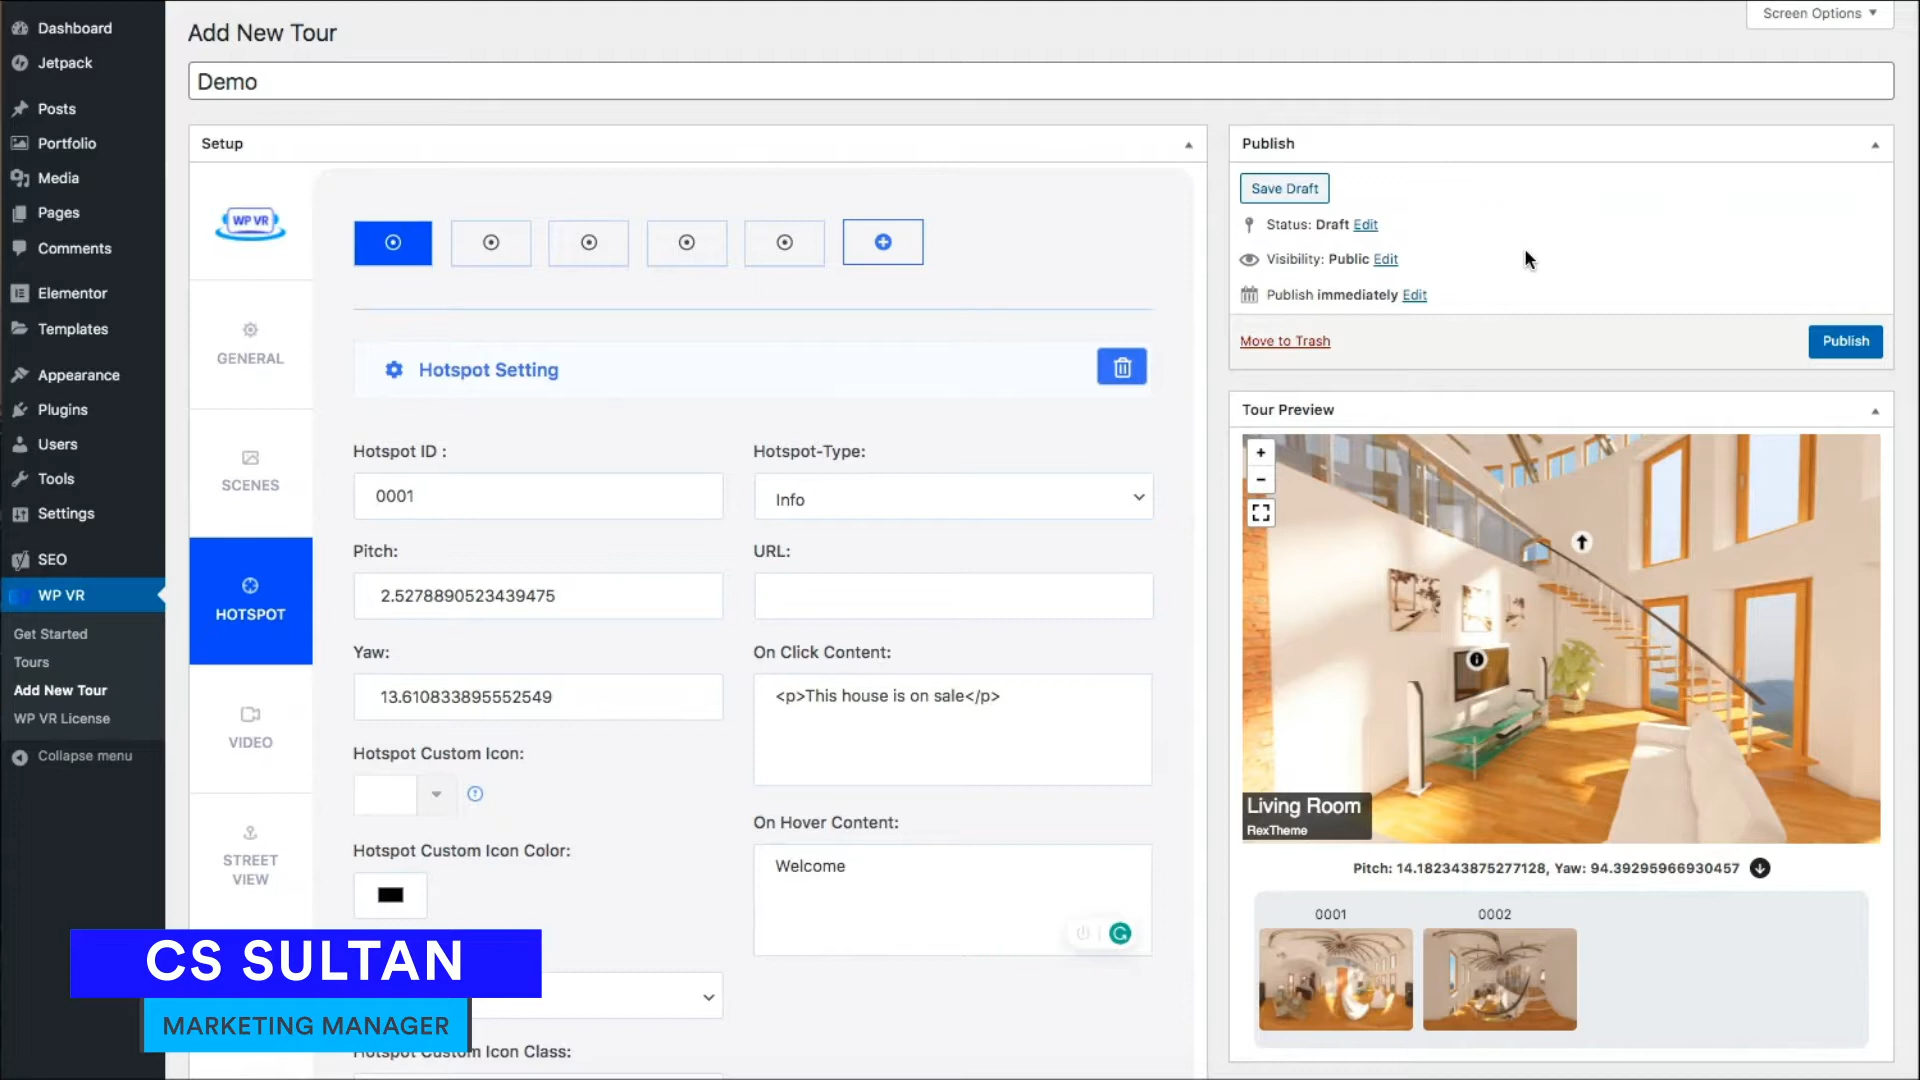 Dashboard
Jetpack
Posts
Portfolio
Media
Pages
Comments
Elementor
Templates
Appearance
Plugins
Users
Tools
Settings
SEO
WP VR
Get Started
Tours
Add New Tour
WP VR License
Collapse menu
Screen Options
Add New Tour
Demo
Setup
WP VR
GENERAL
SCENES
HOTSPOT
VIDEO
STREET
VIEW
Hotspot Setting
Hotspot ID :
0001
Pitch:
2.5278890523439475
Yaw:
13.610833895552549
Hotspot Custom Icon:
Hotspot Custom Icon Color:
Hotspot Custom Icon Class:
Hotspot-Type:
Info
URL:
On Click Content:
<p>This house is on sale</p>
On Hover Content:
Welcome
Publish
Save Draft
Status: Draft Edit
Visibility: Public Edit
Publish immediately Edit
Move to Trash
Publish
Tour Preview
+
-
Living Room
RexTheme
Pitch: 14.182343875277128, Yaw: 94.39295966930457
0001
0002
CS SULTAN
MARKETING MANAGER